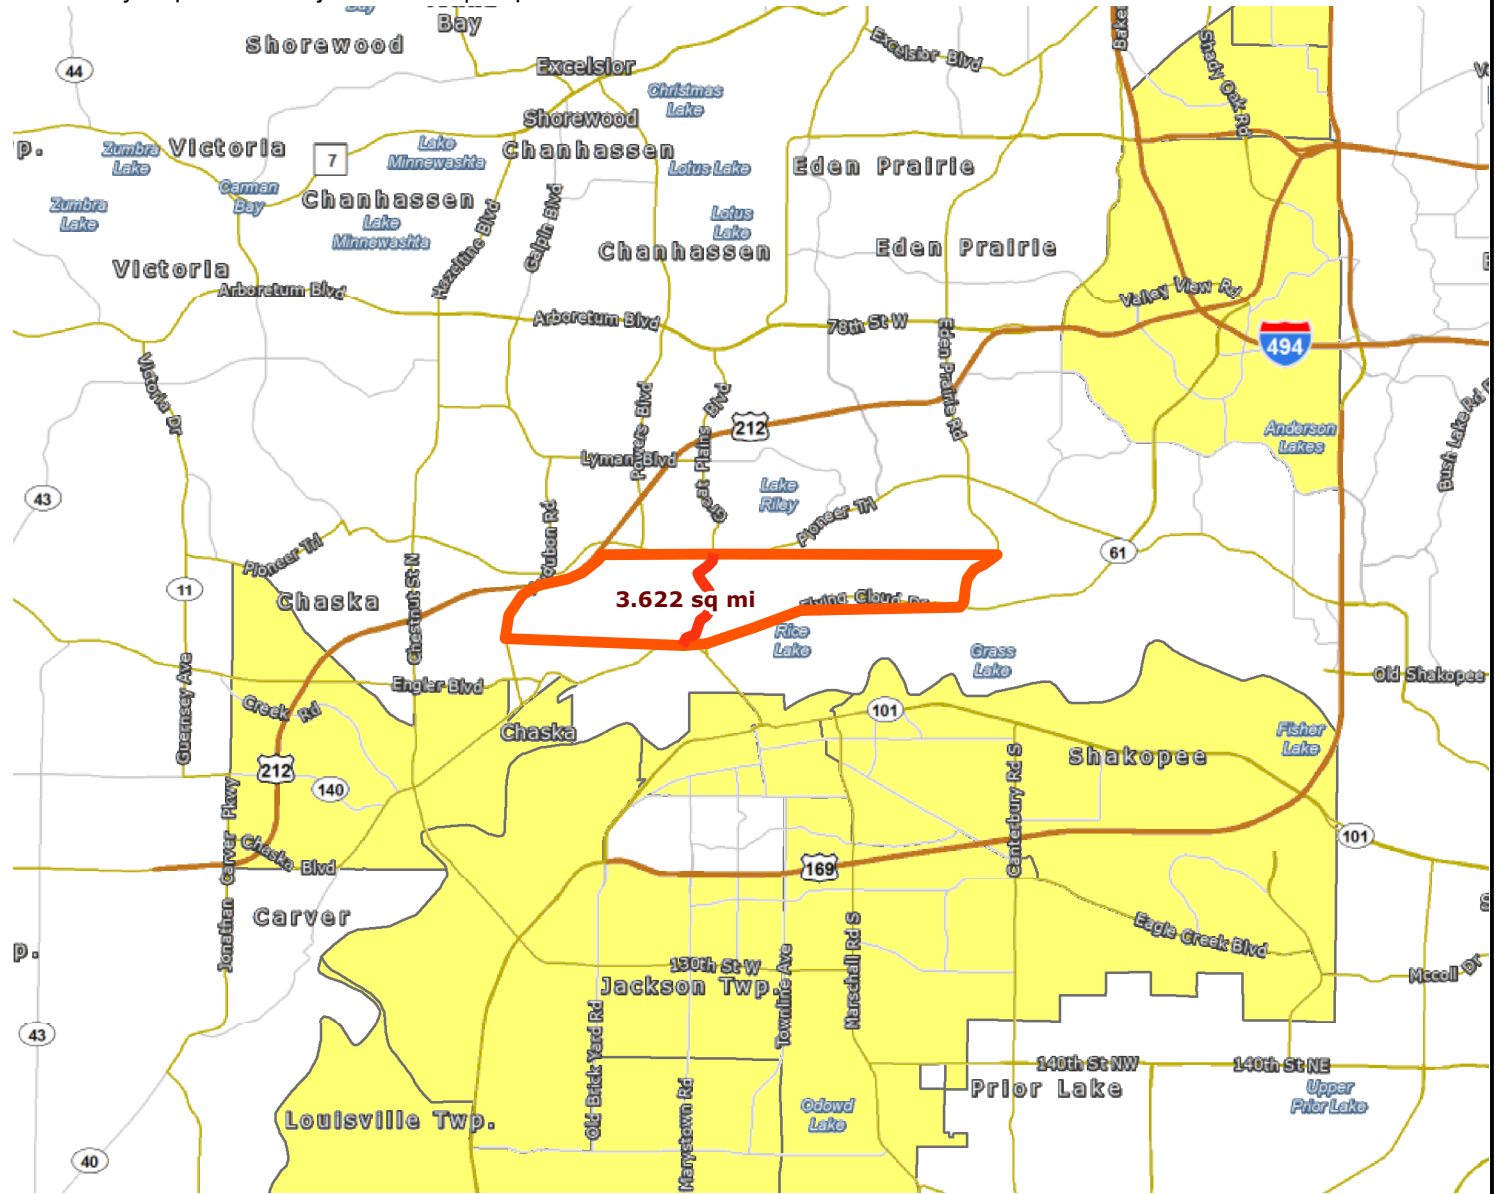 Bay
Shorewood
Excelsior
Excelsior Blvd
Baker
Shady Oak Rd
44
Christmas
Lake
Shorewood
p.
Zumbra
Lake
Victoria
7
Lake
Minnewashta
Chanhassen
Lotus Lake
Eden Prairie
Carman
Bay
Chanhassen
Zumbra
Lake
Lake
Minnewashta
Hazeltine Blvd
Galpin Blvd
Lotus
Lake
Chanhassen
Eden Prairie
Victoria
Arboretum Blvd
Arboretum Blvd
78th St W
Valley View Rd
494
Victoria Dr
Eden Prairie Rd
Powers Blvd
Great Plains Blvd
212
Bush Lake Rd
Anderson
Lakes
Lyman Blvd
43
Lake
Riley
Pioneer Trl
Audubon Rd
Pioneer Trl
61
11
Chaska
Chestnut St N
3.622 sq mi
Flying Cloud Dr
Rice
Lake
Grass
Lake
Guernsey Ave
Engler Blvd
Old Shakopee
Creek Rd
101
Chaska
Fisher
Lake
Shakopee
212
140
Jonathan Carver Pkwy
Canterbury Rd S
101
Chaska Blvd
169
Carver
Marschall Rd S
Eagle Creek Blvd
p.
130th St W
Mccoll Dr
Jackson Twp.
Townline Ave
Old Brick Yard Rd
43
140th St NW
140th St NE
Prior Lake
Upper
Prior Lake
Marystown Rd
Odowd
Lake
Louisville Twp.
40